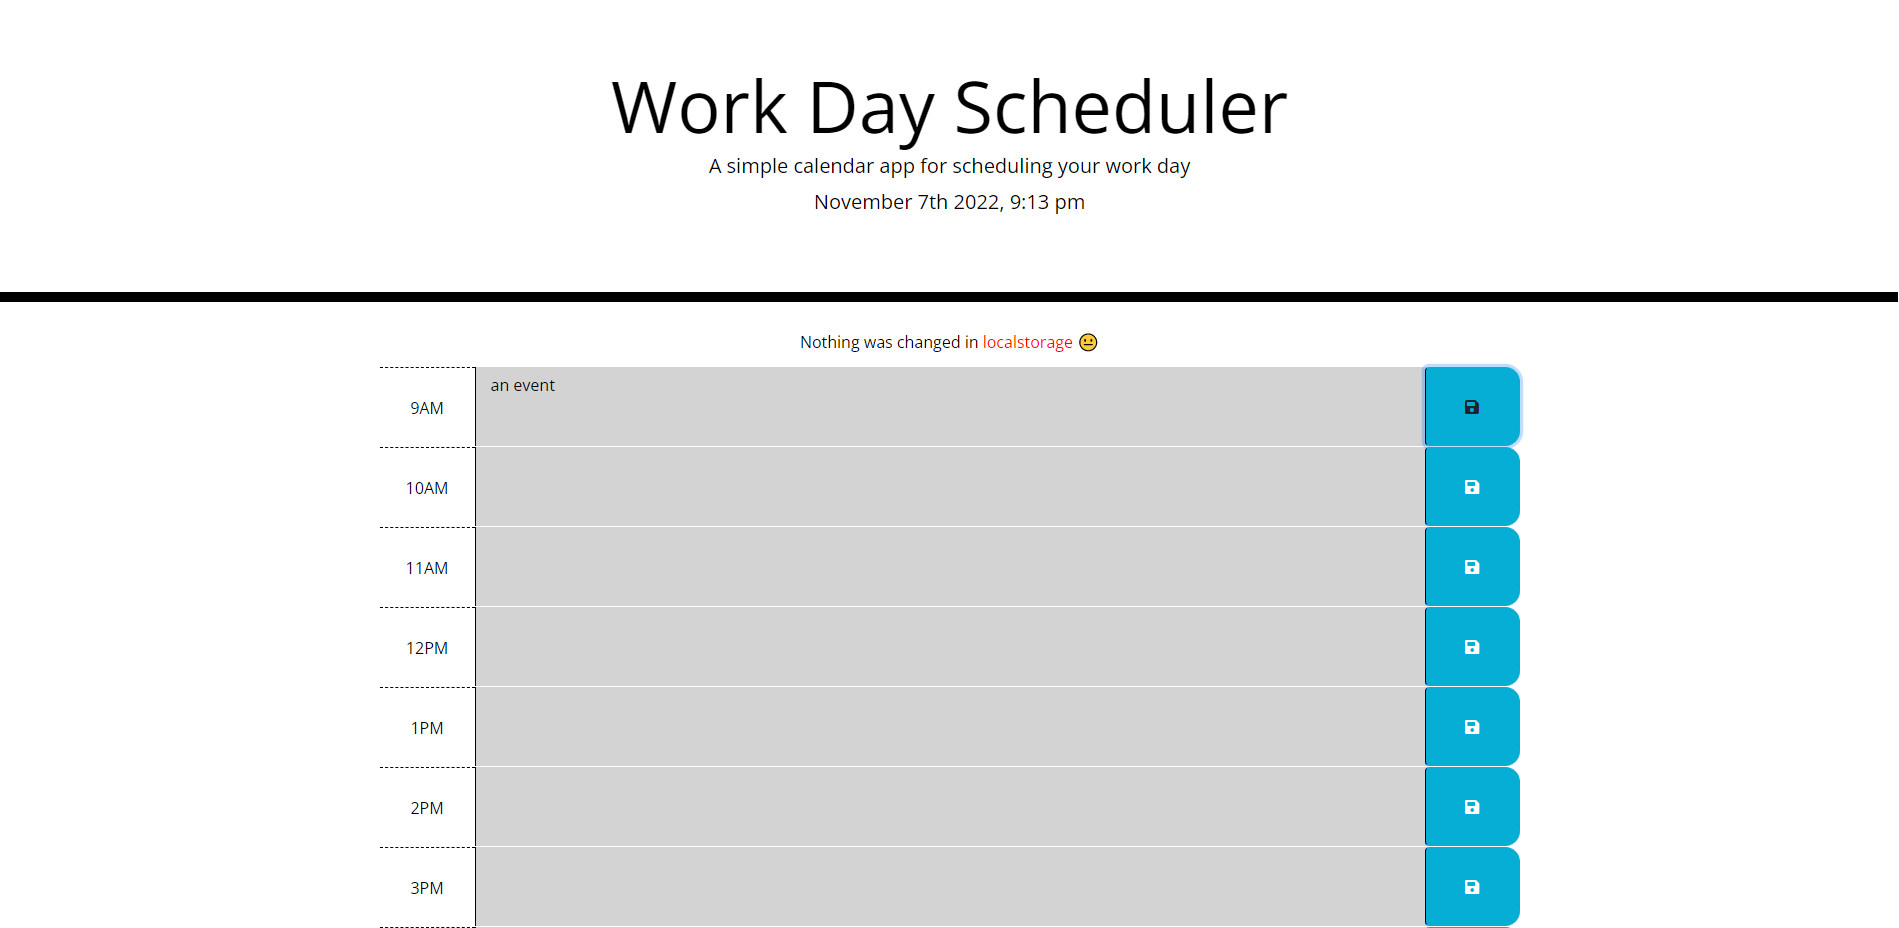 Work Day Scheduler
A simple calendar app for scheduling your work day
November 7th 2022, 9:13 pm
Nothing was changed in localstorage 😐
9AM
an event
10AM
11AM
12PM
1PM
2PM
3PM